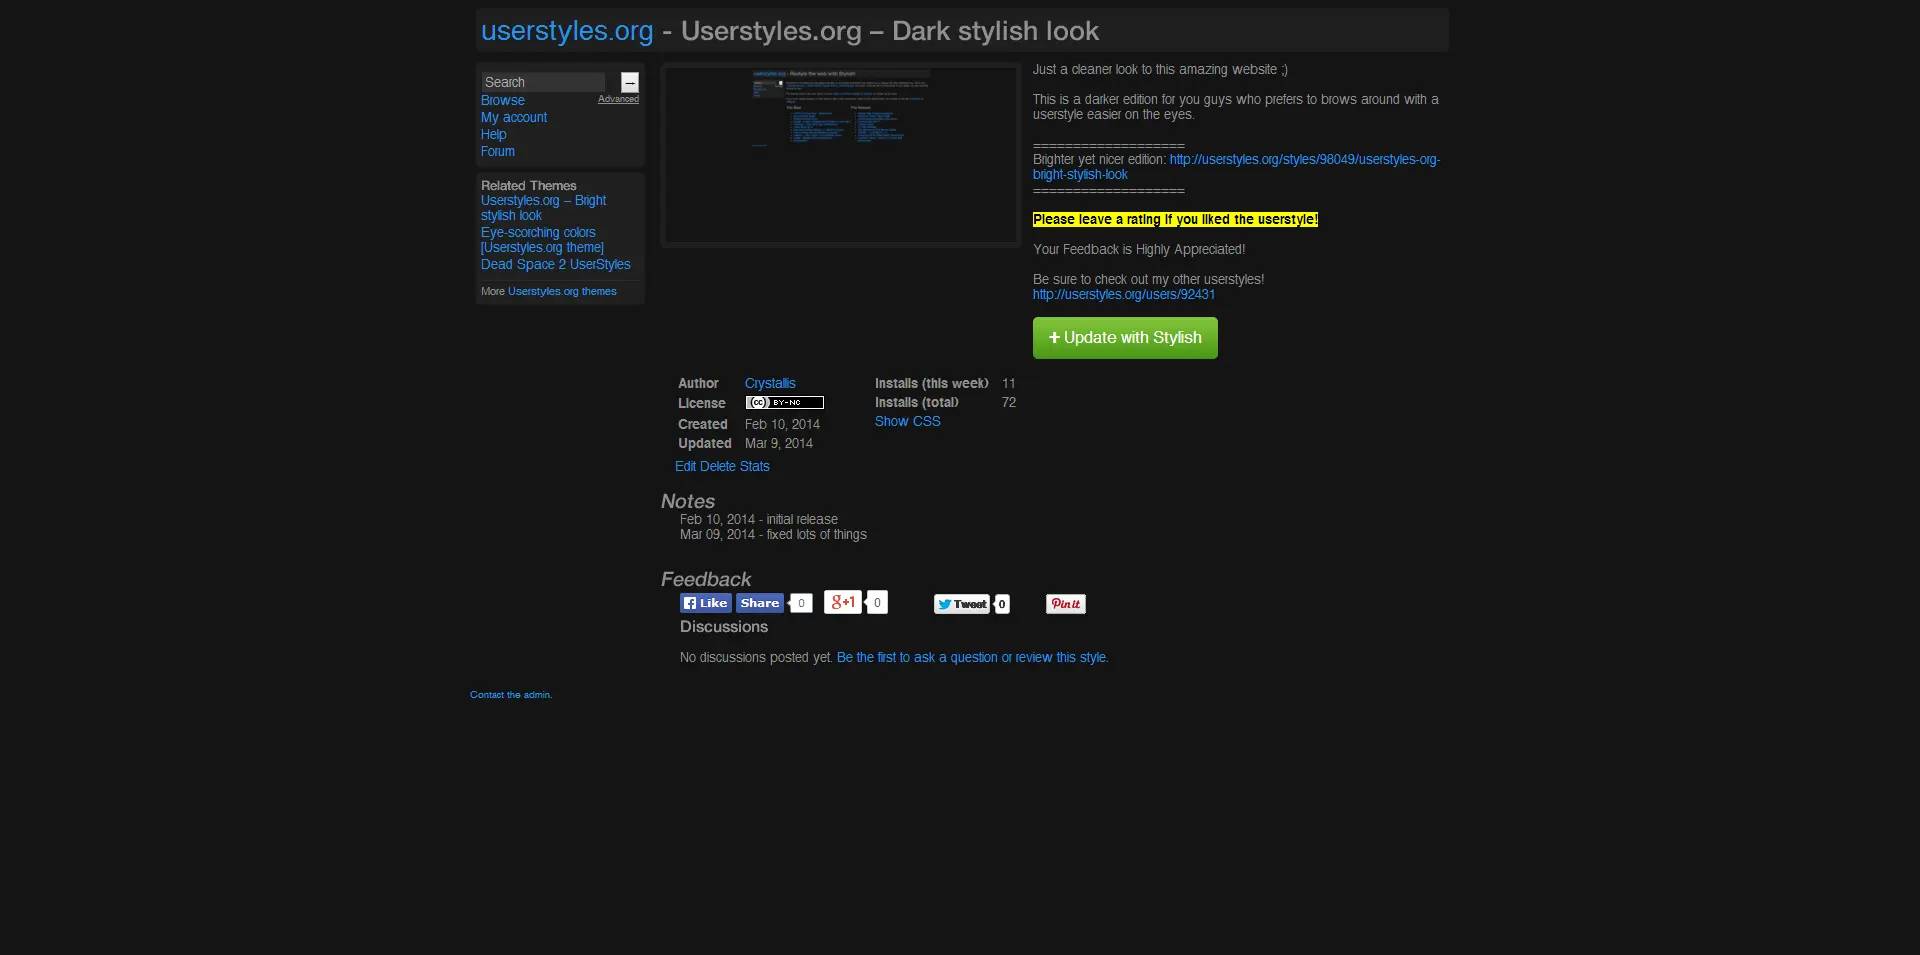 userstyles.org - Userstyles.org – Dark stylish look
Search
→
Browse
Advanced
My account
Help
Forum
Related Themes
Userstyles.org – Bright
stylish look
Eye-scorching colors
[Userstyles.org theme]
Dead Space 2 UserStyles
More Userstyles.org themes
userstyles.org - Restyle the web with Stylish
Just a cleaner look to this amazing website ;)
This is a darker edition for you guys who prefers to brows around with a
userstyle easier on the eyes.
===================
Brighter yet nicer edition: http://userstyles.org/styles/98049/userstyles-org-
bright-stylish-look
===================
Please leave a rating if you liked the userstyle!
Your Feedback is Highly Appreciated!
Be sure to check out my other userstyles!
http://userstyles.org/users/92431
+ Update with Stylish
Author Crystallis
License (cc) BY-NC
Created Feb 10, 2014
Updated Mar 9, 2014
Installs (this week) 11
Installs (total) 72
Show CSS
Edit Delete Stats
Notes
Feb 10, 2014 - initial release
Mar 09, 2014 - fixed lots of things
Feedback
Like Share 0 g+1 0 Tweet 0 Pin it
Discussions
No discussions posted yet. Be the first to ask a question or review this style.
Contact the admin.